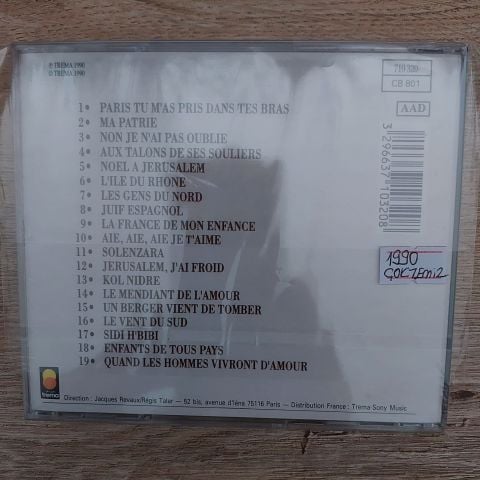 ℗ TREMA 1990
© TREMA 1990
710 320
CB 801
AAD
1• PARIS TU M'AS PRIS DANS TES BRAS
2• MA PATRIE
3• NON JE N'AI PAS OUBLIE
4• AUX TALONS DE SES SOULIERS
5• NOEL A JERUSALEM
6• L'ILE DU RHONE
7• LES GENS DU NORD
8• JUIF ESPAGNOL
9• LA FRANCE DE MON ENFANCE
10• AIE, AIE, AIE JE T'AIME
11• SOLENZARA
12• JERUSALEM, J'AI FROID
13• KOL NIDRE
14• LE MENDIANT DE L'AMOUR
15• UN BERGER VIENT DE TOMBER
16• LE VENT DU SUD
17• SIDI H'BIBI
18• ENFANTS DE TOUS PAYS
19• QUAND LES HOMMES VIVRONT D'AMOUR
3 296637 103208
1990
ÇOK TEMİZ
trema
Direction : Jacques Revaux/Régis Talar — 52 bis, avenue d'Iéna 75116 Paris — Distribution France : Trema-Sony Music